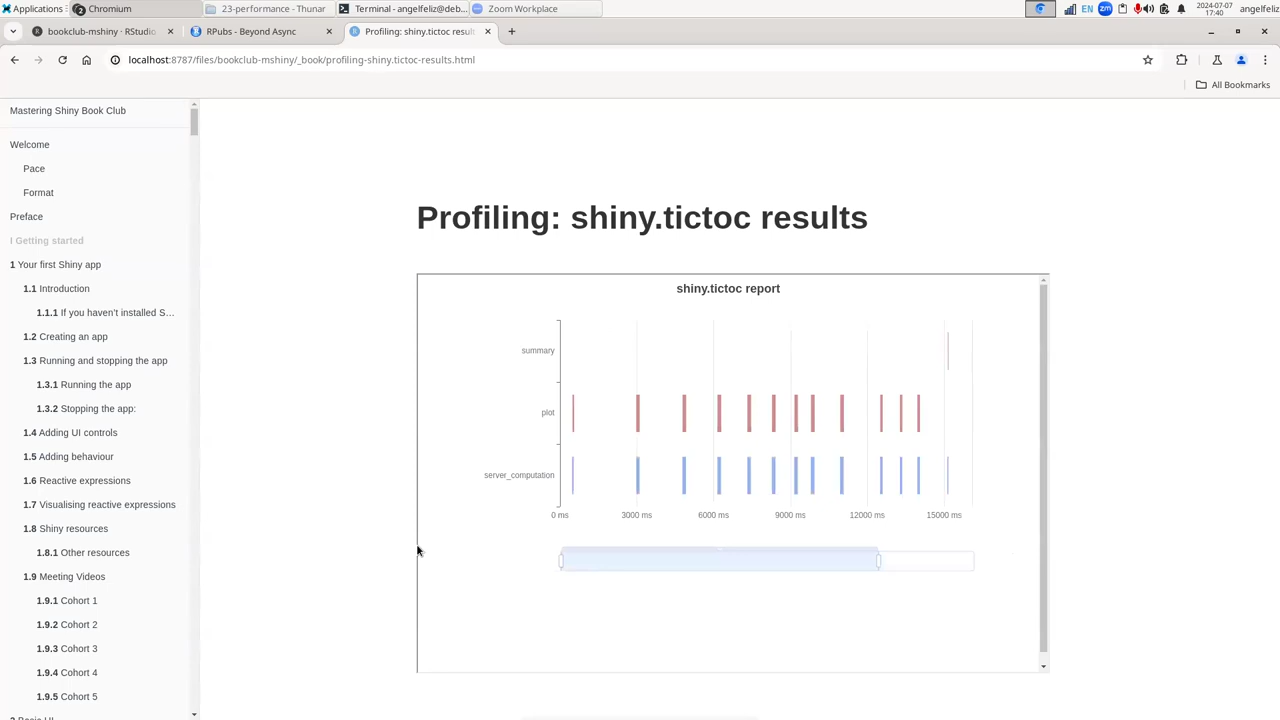 Applications
Chromium
23-performance - Thunar
Terminal - angelfeliz@deb...
Zoom Workplace
EN
zm
2024-07-07
17:40
angelfeliz
bookclub-mshiny · RStudio
RPubs - Beyond Async
Profiling: shiny.tictoc result
localhost:8787/files/bookclub-mshiny/_book/profiling-shiny.tictoc-results.html
All Bookmarks
Mastering Shiny Book Club
Welcome
Pace
Format
Preface
I Getting started
1 Your first Shiny app
1.1 Introduction
1.1.1 If you haven't installed S...
1.2 Creating an app
1.3 Running and stopping the app
1.3.1 Running the app
1.3.2 Stopping the app:
1.4 Adding UI controls
1.5 Adding behaviour
1.6 Reactive expressions
1.7 Visualising reactive expressions
1.8 Shiny resources
1.8.1 Other resources
1.9 Meeting Videos
1.9.1 Cohort 1
1.9.2 Cohort 2
1.9.3 Cohort 3
1.9.4 Cohort 4
1.9.5 Cohort 5
Profiling: shiny.tictoc results
shiny.tictoc report
summary
plot
server_computation
0 ms
3000 ms
6000 ms
9000 ms
12000 ms
15000 ms